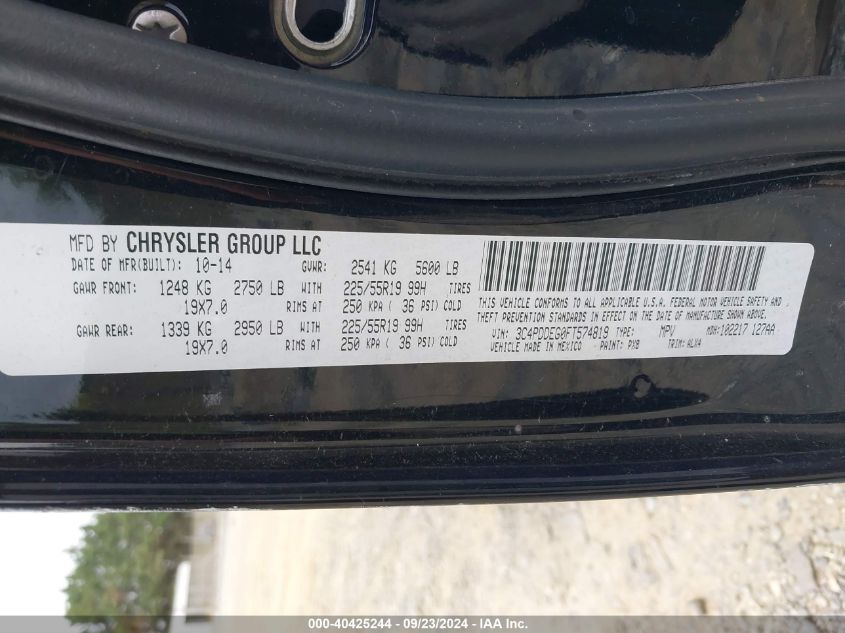 MFD BY CHRYSLER GROUP LLC
DATE OF MFR(BUILT): 10-14 GVWR: 2541 KG 5600 LB
GAWR FRONT: 1248 KG 2750 LB WITH 225/55R19 99H TIRES
19X7.0 RIMS AT 250 KPA ( 36 PSI) COLD
GAWR REAR: 1339 KG 2950 LB WITH 225/55R19 99H TIRES
19X7.0 RIMS AT 250 KPA ( 36 PSI) COLD
THIS VEHICLE CONFORMS TO ALL APPLICABLE U.S.A. FEDERAL MOTOR VEHICLE SAFETY AND
THEFT PREVENTION STANDARDS IN EFFECT ON THE DATE OF MANUFACTURE SHOWN ABOVE.
VIN: 3C4PDDEG0FT574819 TYPE: MPV MDH: 102217 127AA
VEHICLE MADE IN MEXICO PAINT: PX8 TRIM: ALX4
000-40425244 - 09/23/2024 - IAA Inc.